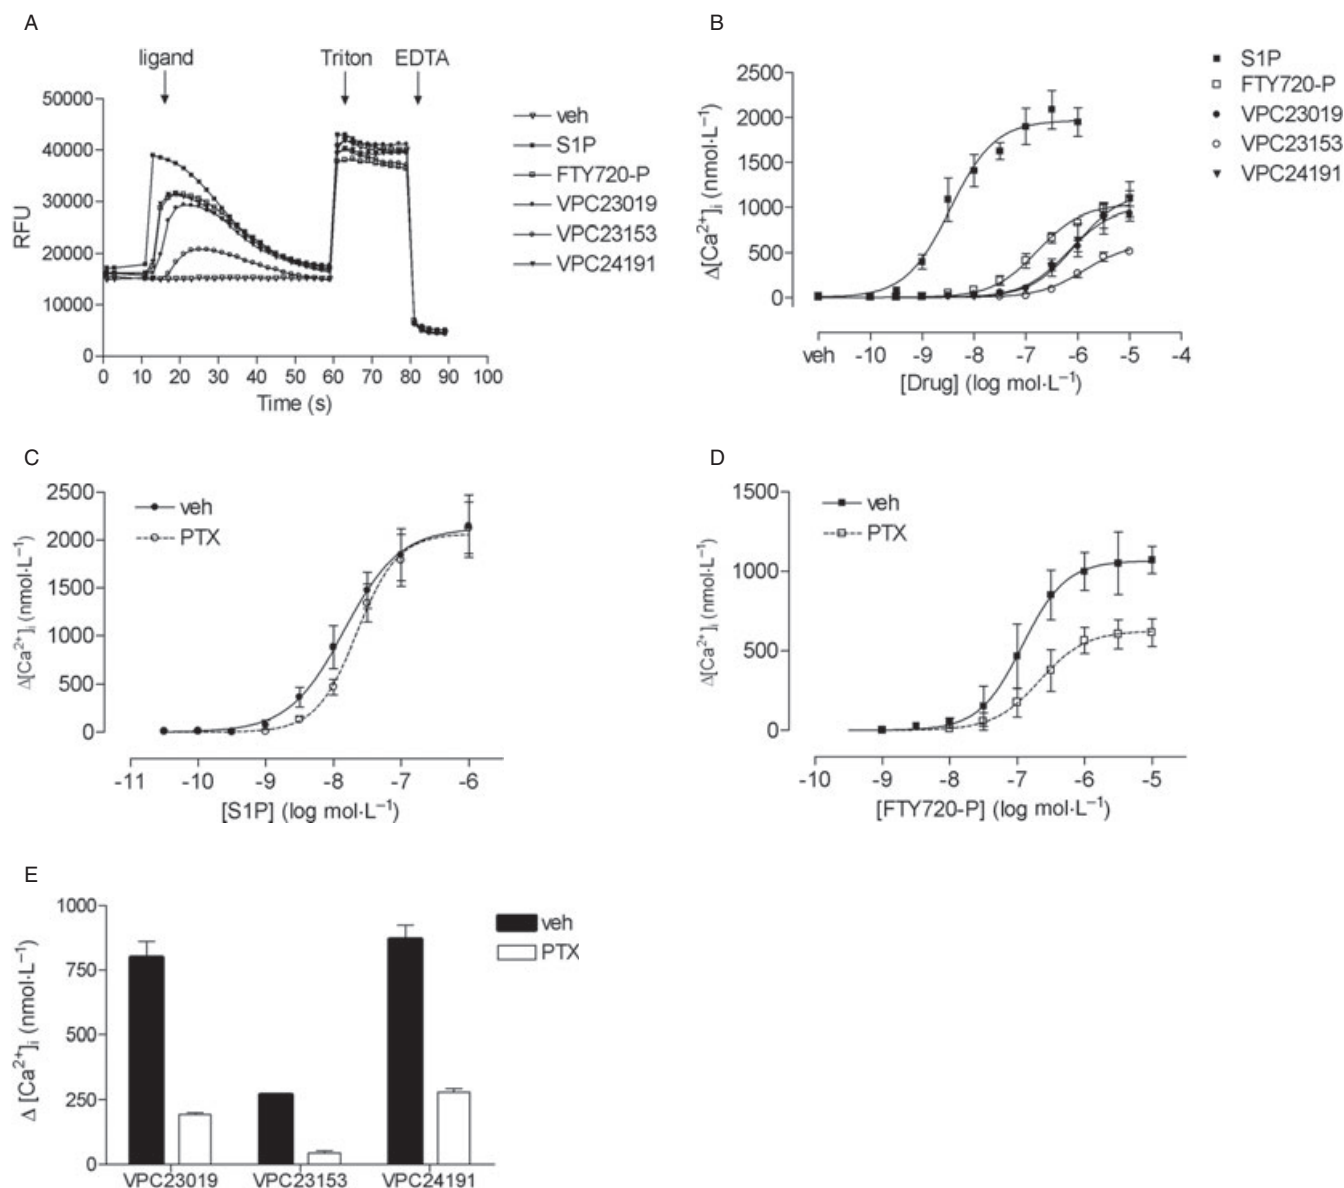 A
ligand Triton EDTA
50000
40000
30000
20000
10000
0
RFU
0 10 20 30 40 50 60 70 80 90 100
Time (s)
veh
S1P
FTY720-P
VPC23019
VPC23153
VPC24191
B
2500
2000
1500
1000
500
0
Δ[Ca²⁺]ᵢ (nmol·L⁻¹)
veh -10 -9 -8 -7 -6 -5 -4
[Drug] (log mol·L⁻¹)
S1P
FTY720-P
VPC23019
VPC23153
VPC24191
C
2500
2000
1500
1000
500
0
Δ[Ca²⁺]ᵢ (nmol·L⁻¹)
veh
PTX
-11 -10 -9 -8 -7 -6
[S1P] (log mol·L⁻¹)
D
1500
1000
500
0
Δ[Ca²⁺]ᵢ (nmol·L⁻¹)
veh
PTX
-10 -9 -8 -7 -6 -5
[FTY720-P] (log mol·L⁻¹)
E
1000
750
500
250
0
Δ [Ca²⁺]ᵢ (nmol·L⁻¹)
veh
PTX
VPC23019 VPC23153 VPC24191